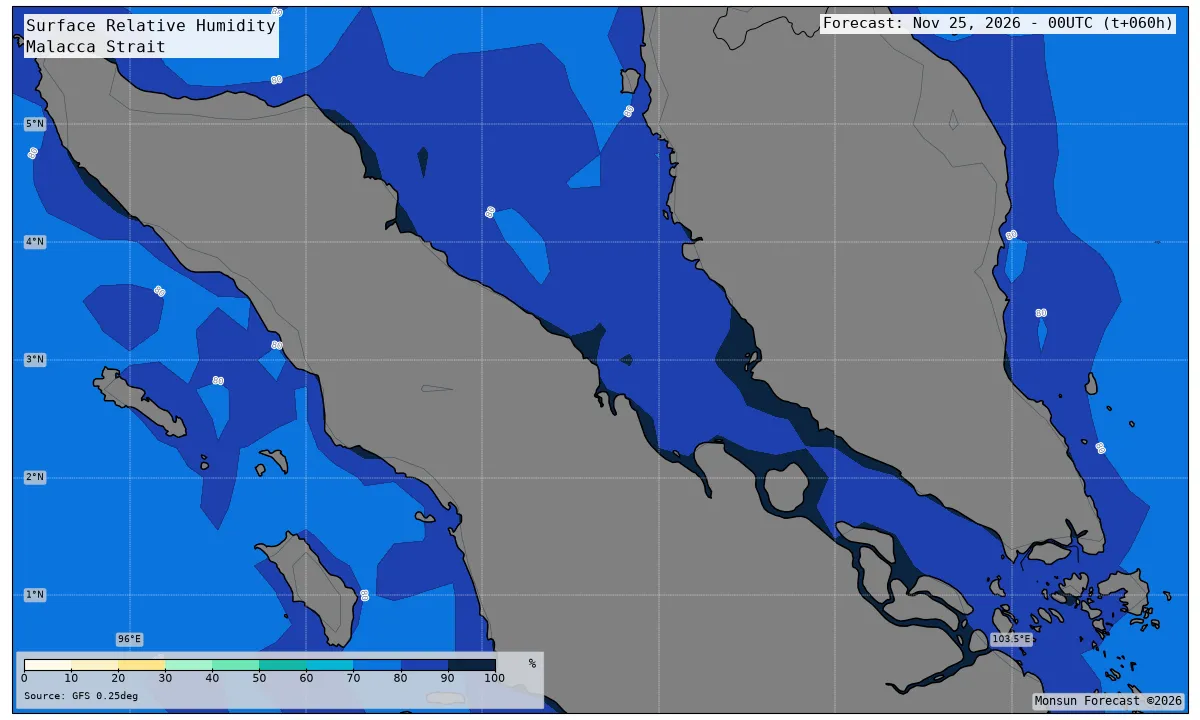 Surface Relative Humidity
Malacca Strait
Forecast: Nov 25, 2026 - 00UTC (t+060h)
80
80
80
80
80
80
80
80
80
80
80
80
5°N
4°N
3°N
2°N
1°N
96°E
103.5°E
%
0 10 20 30 40 50 60 70 80 90 100
Source: GFS 0.25deg
Monsun Forecast ©2026